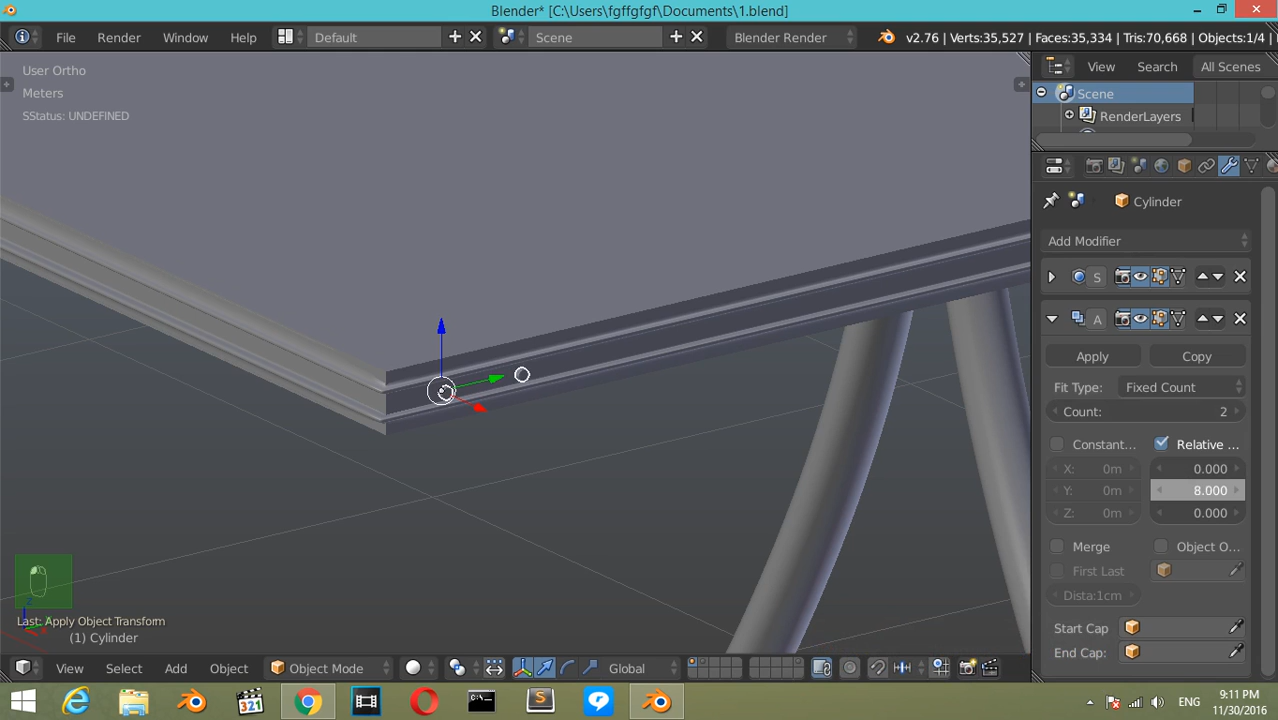 Blender* [C:\Users\fgffgfgf\Documents\1.blend]
File Render Window Help Default Scene Blender Render v2.76 | Verts:35,527 | Faces:35,334 | Tris:70,668 | Objects:1/4 |
User Ortho
Meters
SStatus: UNDEFINED
View Search All Scenes
Scene
RenderLayers
Cylinder
Add Modifier
S
A
Apply Copy
Fit Type: Fixed Count
Count: 2
Constant... Relative ...
X: 0m 0.000
Y: 0m 8.000
Z: 0m 0.000
Merge Object O...
First Last
Dista:1cm
Start Cap
End Cap:
Last: Apply Object Transform
(1) Cylinder
View Select Add Object Object Mode Global
321
S
ENG
9:11 PM
11/30/2016